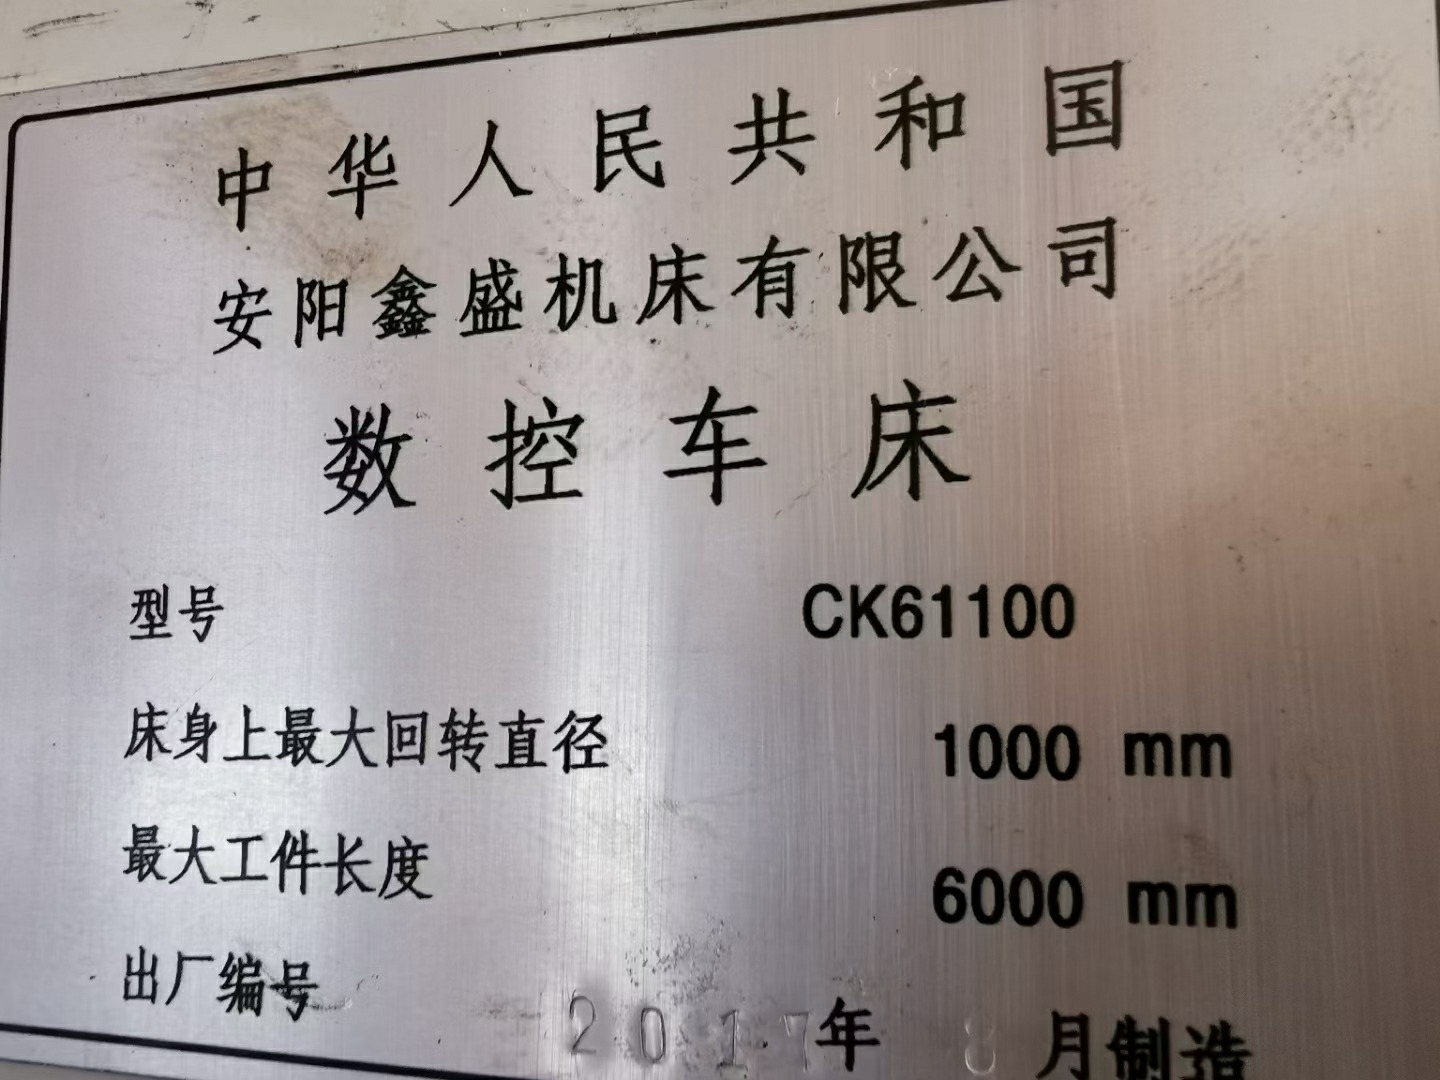 中华人民共和国
安阳鑫盛机床有限公司
数控车床
型号 CK61100
床身上最大回转直径 1000 mm
最大工件长度 6000 mm
出厂编号
2017年 8月制造